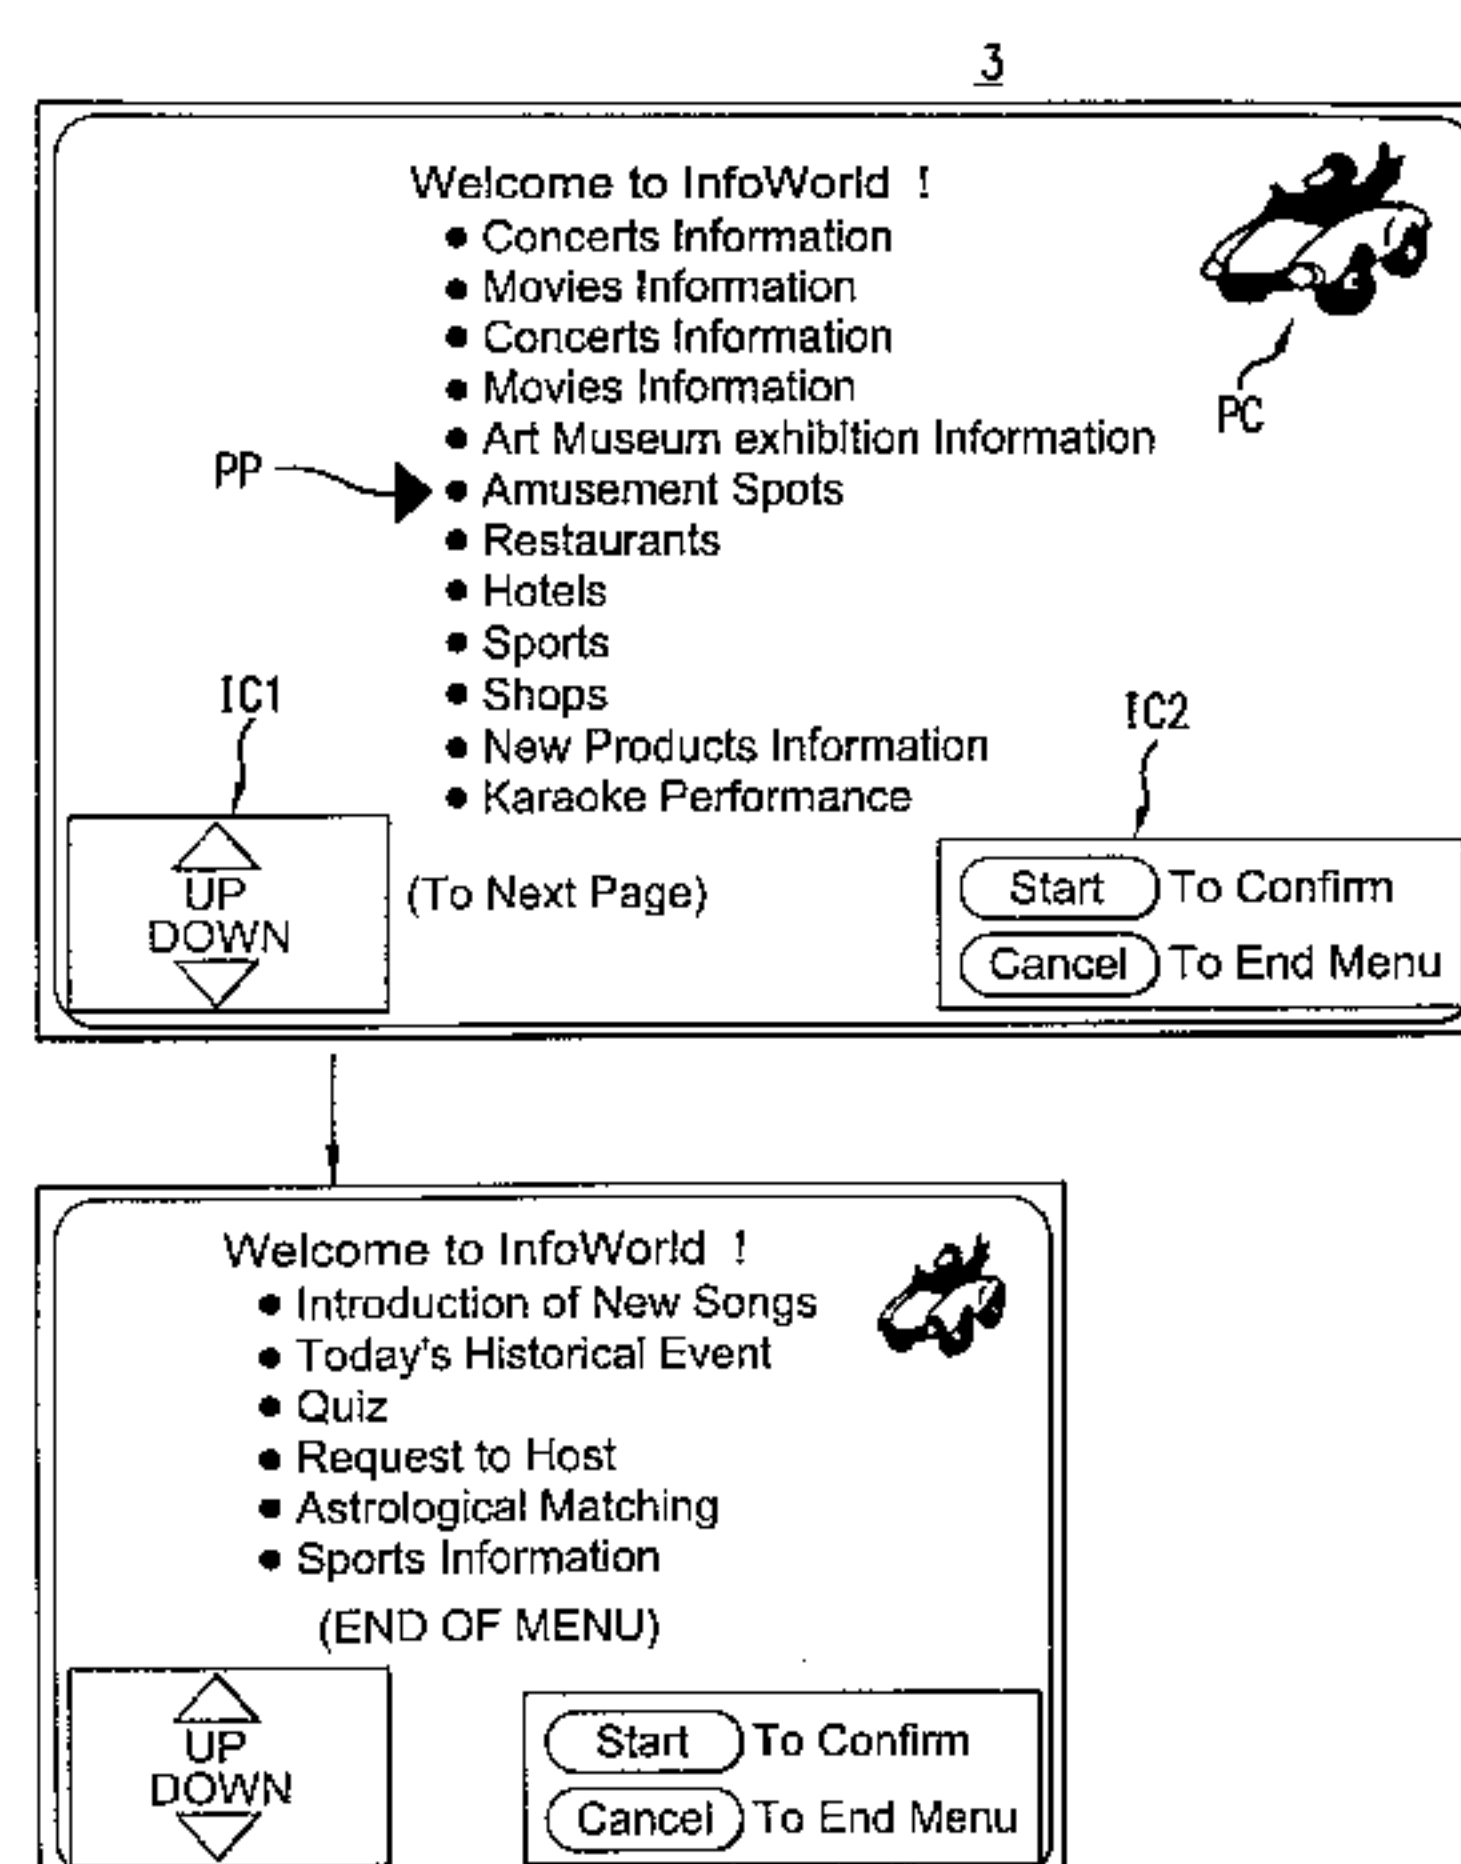 3
Welcome to InfoWorld !
● Concerts Information
● Movies Information
● Concerts Information
● Movies Information
PC
● Art Museum exhibition Information
PP
● Amusement Spots
● Restaurants
● Hotels
● Sports
IC1
● Shops
IC2
● New Products Information
● Karaoke Performance
UP
DOWN
(To Next Page)
Start To Confirm
Cancel To End Menu
Welcome to InfoWorld !
● Introduction of New Songs
● Today's Historical Event
● Quiz
● Request to Host
● Astrological Matching
● Sports Information
(END OF MENU)
UP
DOWN
Start To Confirm
Cancel To End Menu